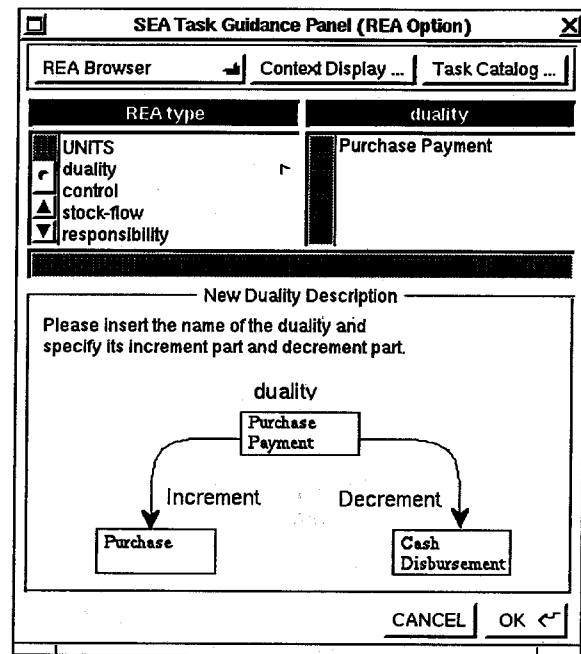 SEA Task Guidance Panel (REA Option)
REA Browser
Context Display ...
Task Catalog ...
REA type
duality
UNITS
duality
control
stock-flow
responsibility
Purchase Payment
New Duality Description
Please insert the name of the duality and
specify its increment part and decrement part.
duality
Purchase
Payment
Increment
Decrement
Purchase
Cash
Disbursement
CANCEL
OK